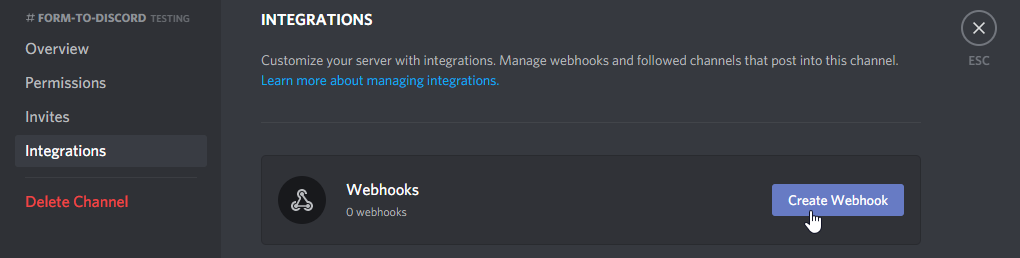 # FORM-TO-DISCORD TESTING
Overview
Permissions
Invites
Integrations
Delete Channel
INTEGRATIONS
Customize your server with integrations. Manage webhooks and followed channels that post into this channel.
Learn more about managing integrations.
Webhooks
0 webhooks
Create Webhook
ESC